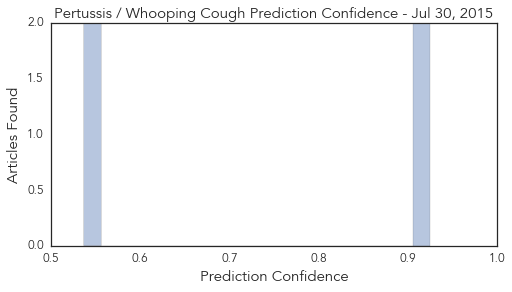 Pertussis / Whooping Cough Prediction Confidence - Jul 30, 2015
2.0
1.5
1.0
0.5
0.0
Articles Found
0.5 0.6 0.7 0.8 0.9 1.0
Prediction Confidence